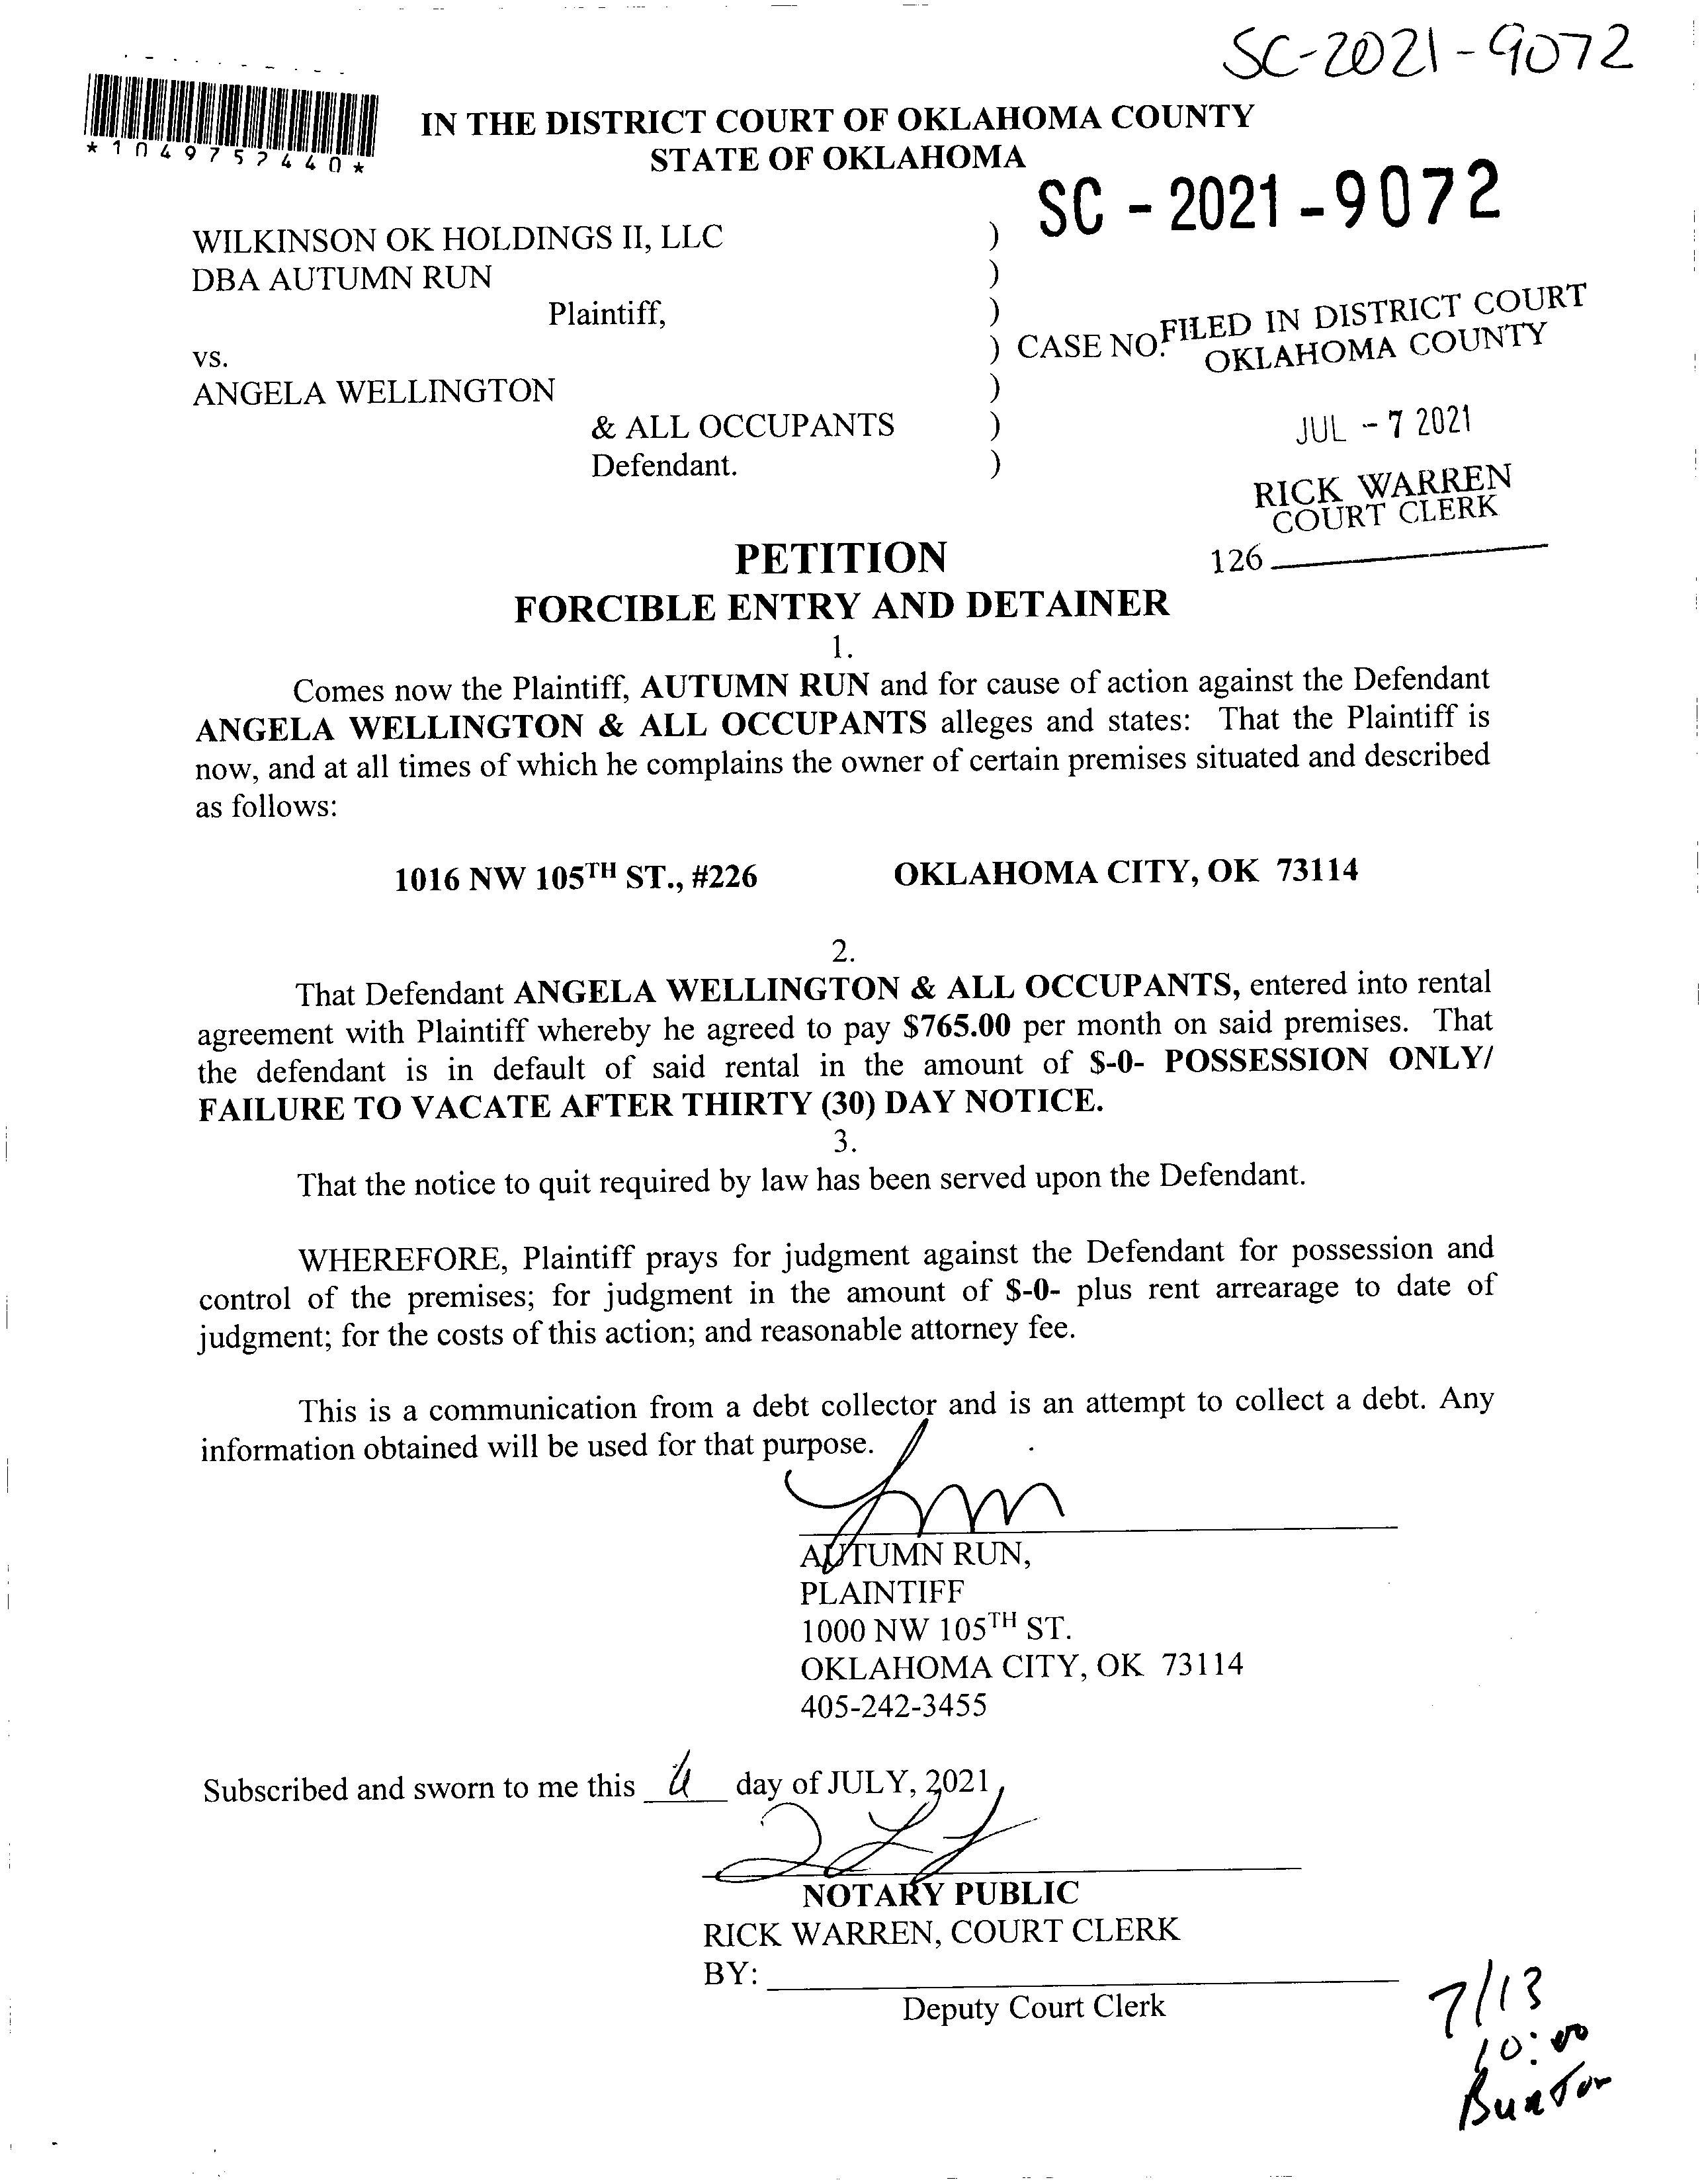 SC-2021-9072
*1049752440*
IN THE DISTRICT COURT OF OKLAHOMA COUNTY
STATE OF OKLAHOMA
SC - 2021 - 9072
WILKINSON OK HOLDINGS II, LLC )
DBA AUTUMN RUN )
Plaintiff, )
vs. ) CASE NO.
FILED IN DISTRICT COURT
OKLAHOMA COUNTY
ANGELA WELLINGTON )
& ALL OCCUPANTS )
Defendant. )
JUL - 7 2021
RICK WARREN
COURT CLERK
126
PETITION
FORCIBLE ENTRY AND DETAINER
1.
Comes now the Plaintiff, AUTUMN RUN and for cause of action against the Defendant
ANGELA WELLINGTON & ALL OCCUPANTS alleges and states: That the Plaintiff is
now, and at all times of which he complains the owner of certain premises situated and described
as follows:
1016 NW 105TH ST., #226 OKLAHOMA CITY, OK 73114
2.
That Defendant ANGELA WELLINGTON & ALL OCCUPANTS, entered into rental
agreement with Plaintiff whereby he agreed to pay $765.00 per month on said premises. That
the defendant is in default of said rental in the amount of $-0- POSSESSION ONLY/
FAILURE TO VACATE AFTER THIRTY (30) DAY NOTICE.
3.
That the notice to quit required by law has been served upon the Defendant.
WHEREFORE, Plaintiff prays for judgment against the Defendant for possession and
control of the premises; for judgment in the amount of $-0- plus rent arrearage to date of
judgment; for the costs of this action; and reasonable attorney fee.
This is a communication from a debt collector and is an attempt to collect a debt. Any
information obtained will be used for that purpose.
AUTUMN RUN,
PLAINTIFF
1000 NW 105TH ST.
OKLAHOMA CITY, OK 73114
405-242-3455
Subscribed and sworn to me this day of JULY, 2021
NOTARY PUBLIC
RICK WARREN, COURT CLERK
BY:
Deputy Court Clerk
7/13
10:00
Bunton